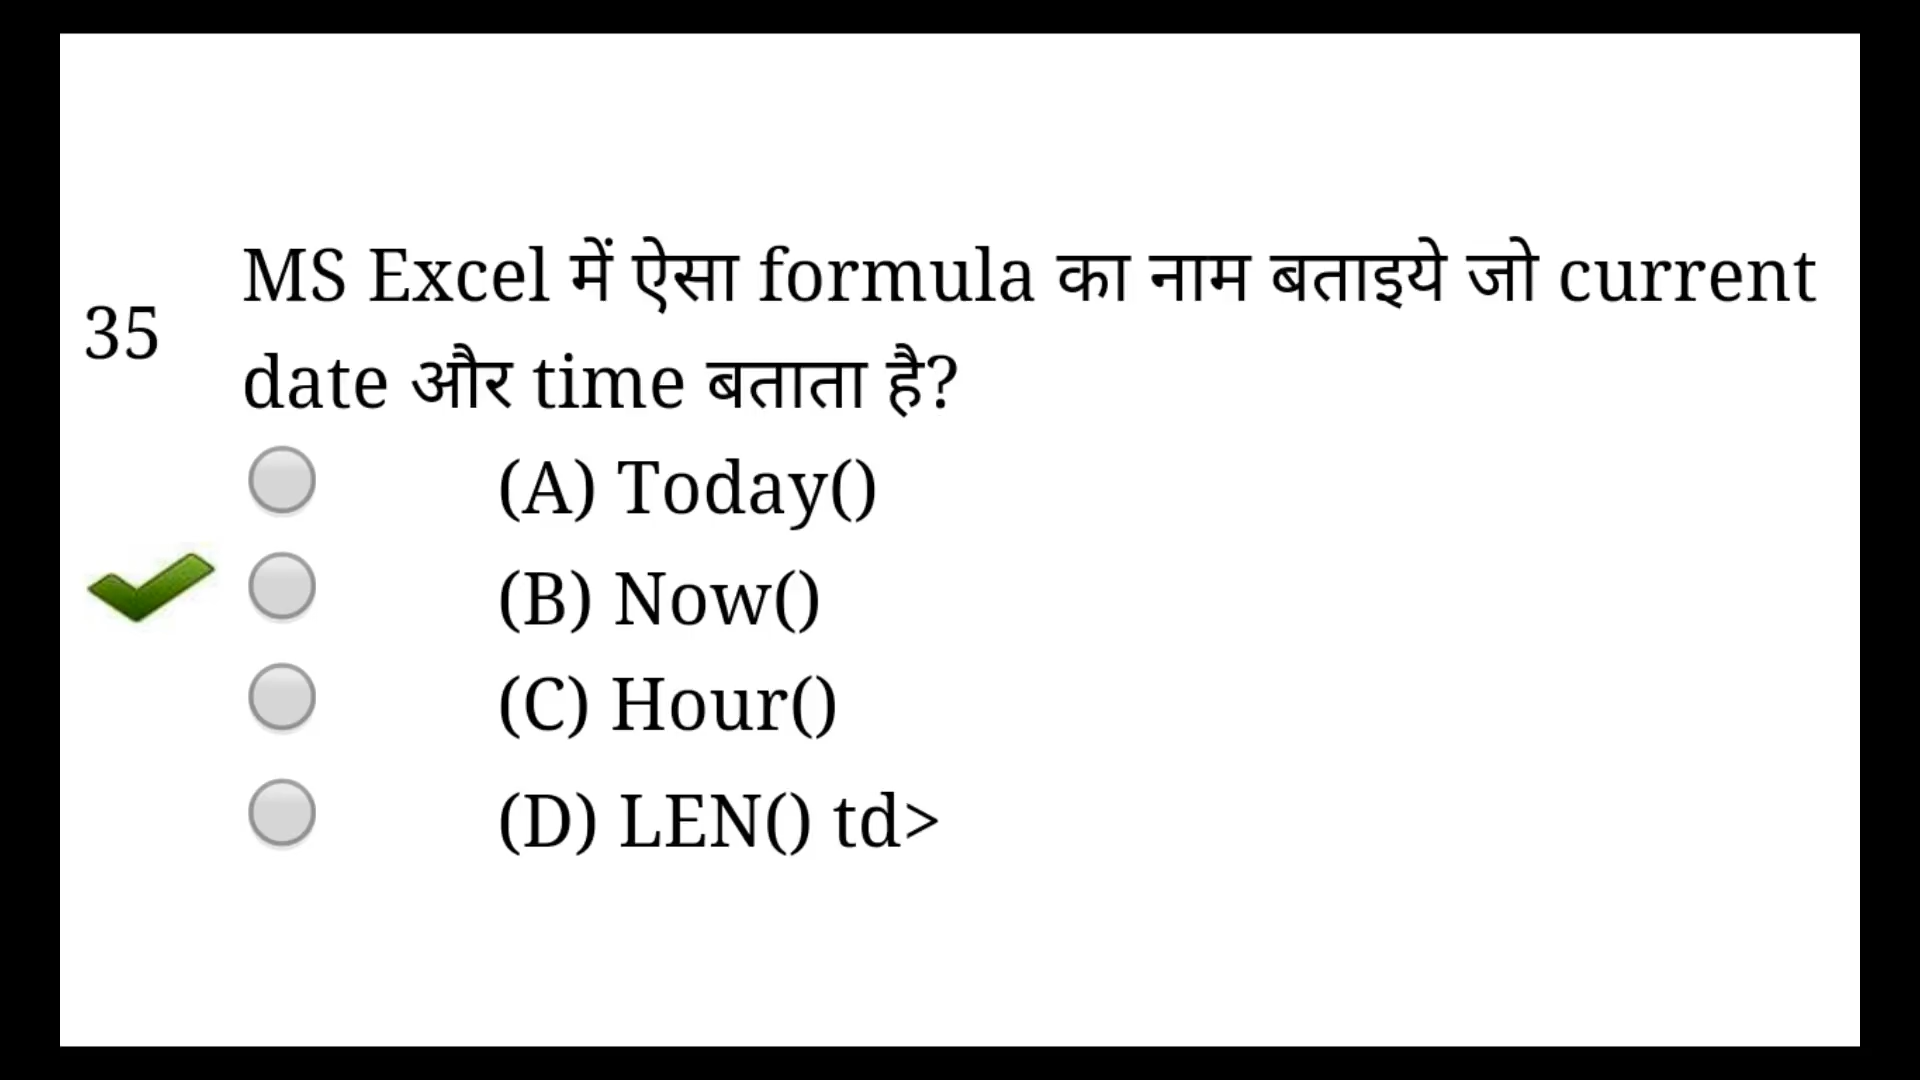 35
MS Excel में ऐसा formula का नाम बताइये जो current
date और time बताता है?
(A) Today()
(B) Now()
(C) Hour()
(D) LEN() td>